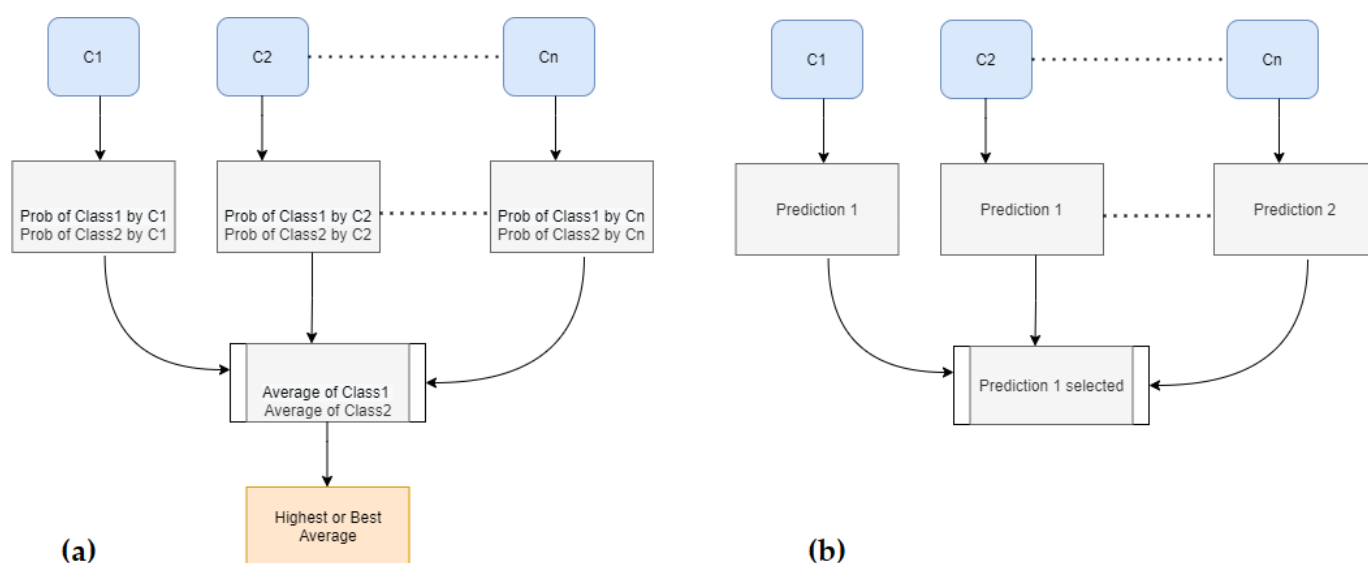 C1
C2
Cn
Prob of Class1 by C1
Prob of Class2 by C1
Prob of Class1 by C2
Prob of Class2 by C2
Prob of Class1 by Cn
Prob of Class2 by Cn
Average of Class1
Average of Class2
Highest or Best
Average
(a)
C1
C2
Cn
Prediction 1
Prediction 1
Prediction 2
Prediction 1 selected
(b)